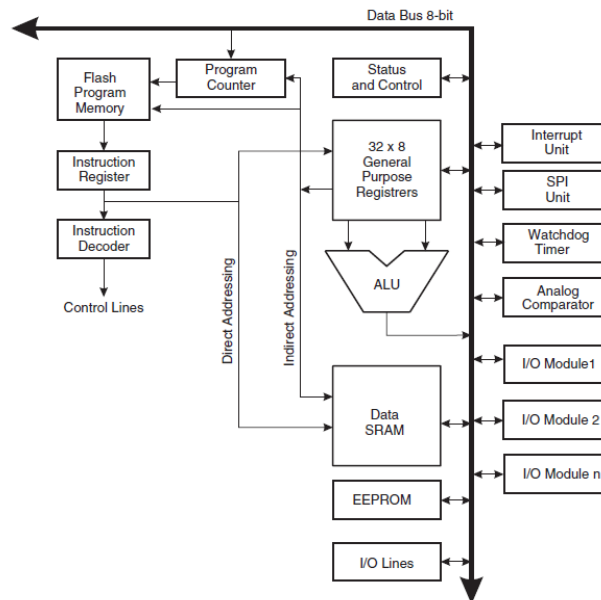 Data Bus 8-bit
Flash
Program
Memory
Program
Counter
Status
and Control
32 x 8
General
Purpose
Registrers
Interrupt
Unit
Instruction
Register
SPI
Unit
Instruction
Decoder
Watchdog
Timer
ALU
Analog
Comparator
Control Lines
Direct Addressing
Indirect Addressing
I/O Module1
Data
SRAM
I/O Module 2
I/O Module n
EEPROM
I/O Lines